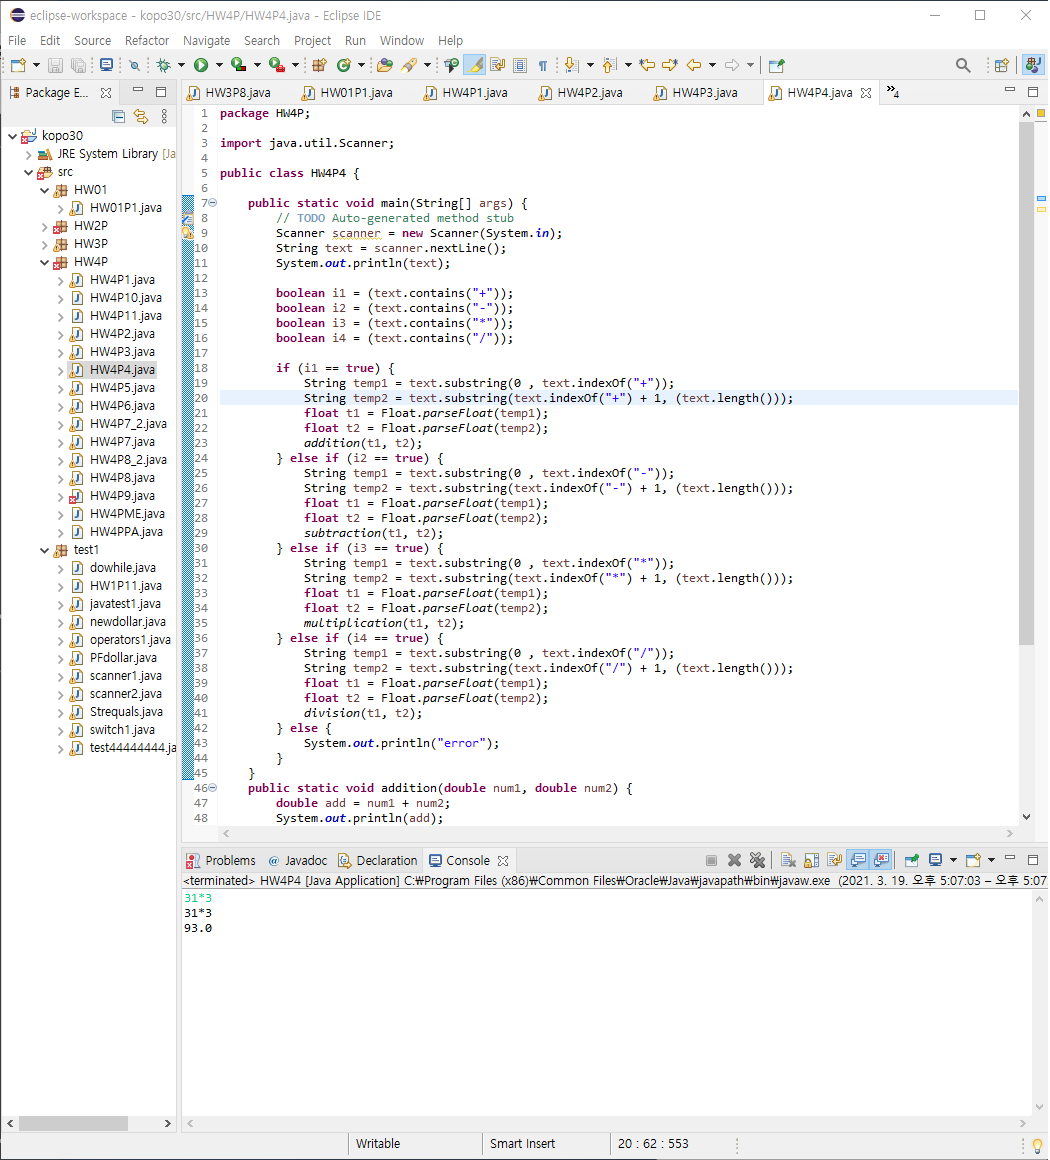 eclipse-workspace - kopo30/src/HW4P/HW4P4.java - Eclipse IDE
File Edit Source Refactor Navigate Search Project Run Window Help
Package E...
HW3P8.java HW01P1.java HW4P1.java HW4P2.java HW4P3.java HW4P4.java »4
kopo30
JRE System Library [Ja
src
HW01
HW01P1.java
HW2P
HW3P
HW4P
HW4P1.java
HW4P10.java
HW4P11.java
HW4P2.java
HW4P3.java
HW4P4.java
HW4P5.java
HW4P6.java
HW4P7_2.java
HW4P7.java
HW4P8_2.java
HW4P8.java
HW4P9.java
HW4PME.java
HW4PPA.java
test1
dowhile.java
HW1P11.java
javatest1.java
newdollar.java
operators1.java
PFdollar.java
scanner1.java
scanner2.java
Strequals.java
switch1.java
test44444444.ja
1 package HW4P;
2
3 import java.util.Scanner;
4
5 public class HW4P4 {
6
7 public static void main(String[] args) {
8 // TODO Auto-generated method stub
9 Scanner scanner = new Scanner(System.in);
10 String text = scanner.nextLine();
11 System.out.println(text);
12
13 boolean i1 = (text.contains("+"));
14 boolean i2 = (text.contains("-"));
15 boolean i3 = (text.contains("*"));
16 boolean i4 = (text.contains("/"));
17
18 if (i1 == true) {
19 String temp1 = text.substring(0 , text.indexOf("+"));
20 String temp2 = text.substring(text.indexOf("+") + 1, (text.length()));
21 float t1 = Float.parseFloat(temp1);
22 float t2 = Float.parseFloat(temp2);
23 addition(t1, t2);
24 } else if (i2 == true) {
25 String temp1 = text.substring(0 , text.indexOf("-"));
26 String temp2 = text.substring(text.indexOf("-") + 1, (text.length()));
27 float t1 = Float.parseFloat(temp1);
28 float t2 = Float.parseFloat(temp2);
29 subtraction(t1, t2);
30 } else if (i3 == true) {
31 String temp1 = text.substring(0 , text.indexOf("*"));
32 String temp2 = text.substring(text.indexOf("*") + 1, (text.length()));
33 float t1 = Float.parseFloat(temp1);
34 float t2 = Float.parseFloat(temp2);
35 multiplication(t1, t2);
36 } else if (i4 == true) {
37 String temp1 = text.substring(0 , text.indexOf("/"));
38 String temp2 = text.substring(text.indexOf("/") + 1, (text.length()));
39 float t1 = Float.parseFloat(temp1);
40 float t2 = Float.parseFloat(temp2);
41 division(t1, t2);
42 } else {
43 System.out.println("error");
44 }
45 }
46 public static void addition(double num1, double num2) {
47 double add = num1 + num2;
48 System.out.println(add);
Problems @ Javadoc Declaration Console
<terminated> HW4P4 [Java Application] C:₩Program Files (x86)₩Common Files₩Oracle₩Java₩javapath₩bin₩javaw.exe (2021. 3. 19. 오후 5:07:03 – 오후 5:07
31*3
31*3
93.0
Writable Smart Insert 20 : 62 : 553